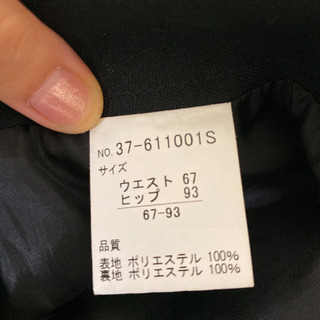 NO. 37-611001S
サイズ
ウエスト 67
ヒップ 93
67-93
品質
表地 ポリエステル 100%
裏地 ポリエステル 100%